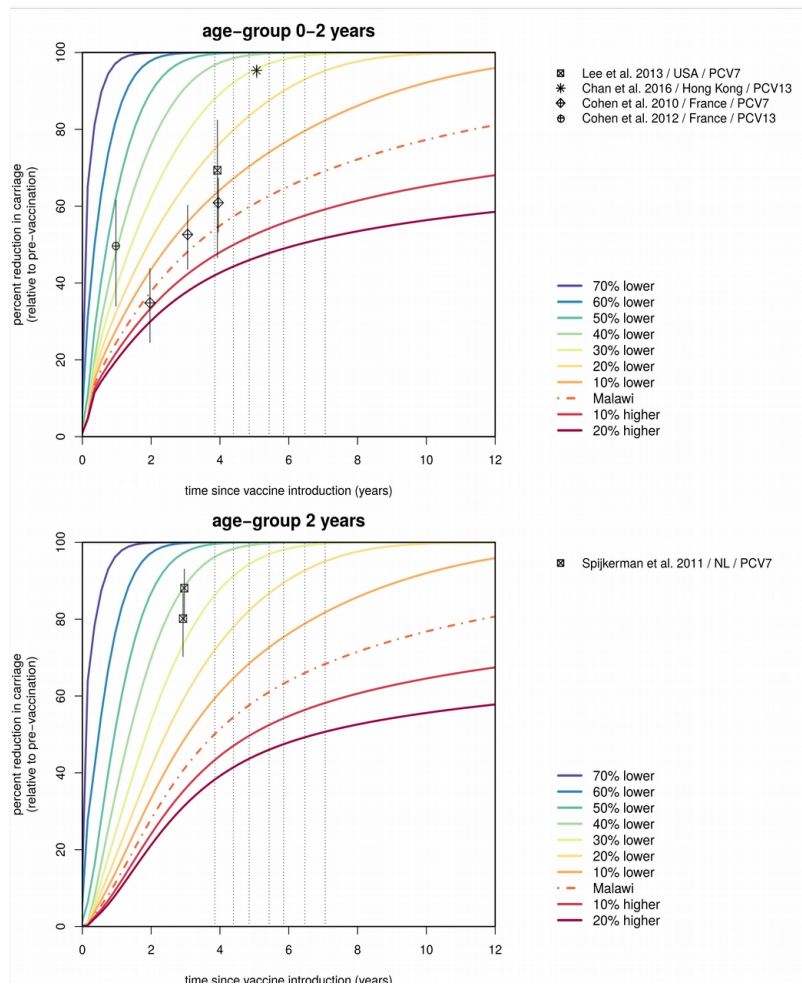 age−group 0−2 years
percent reduction in carriage
(relative to pre−vaccination)
100
80
60
40
20
0
0 2 4 6 8 10 12
time since vaccine introduction (years)
Lee et al. 2013 / USA / PCV7
Chan et al. 2016 / Hong Kong / PCV13
Cohen et al. 2010 / France / PCV7
Cohen et al. 2012 / France / PCV13
70% lower
60% lower
50% lower
40% lower
30% lower
20% lower
10% lower
Malawi
10% higher
20% higher
age−group 2 years
percent reduction in carriage
(relative to pre−vaccination)
100
80
60
40
20
0
0 2 4 6 8 10 12
time since vaccine introduction (years)
Spijkerman et al. 2011 / NL / PCV7
70% lower
60% lower
50% lower
40% lower
30% lower
20% lower
10% lower
Malawi
10% higher
20% higher